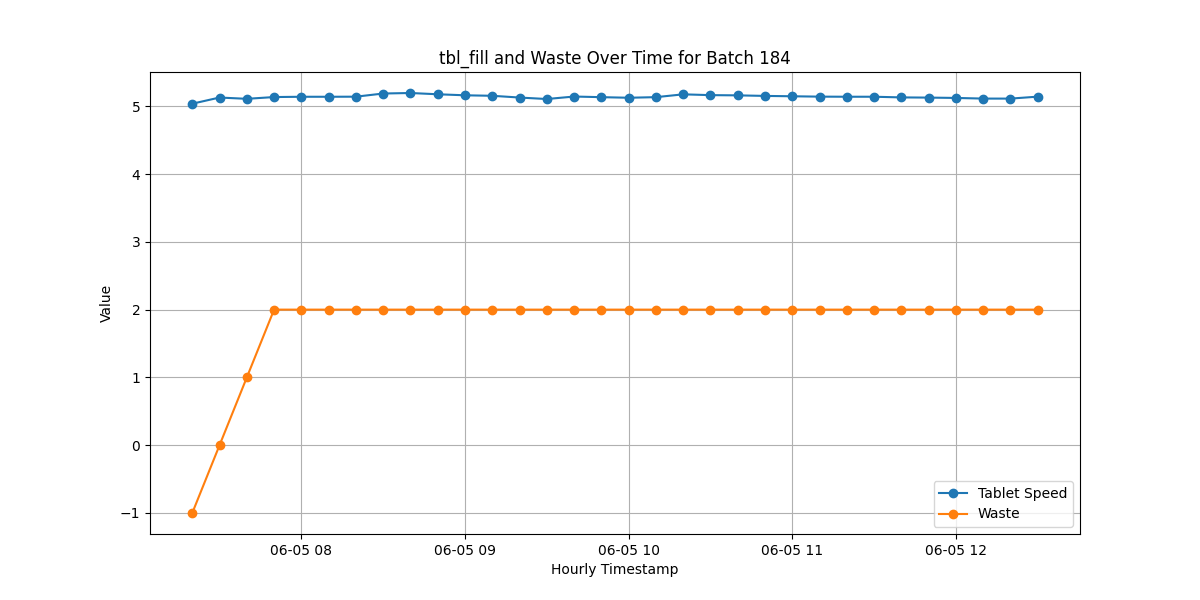 tbl_fill and Waste Over Time for Batch 184
Value
5
4
3
2
1
0
−1
Tablet Speed
Waste
06-05 08
06-05 09
06-05 10
06-05 11
06-05 12
Hourly Timestamp